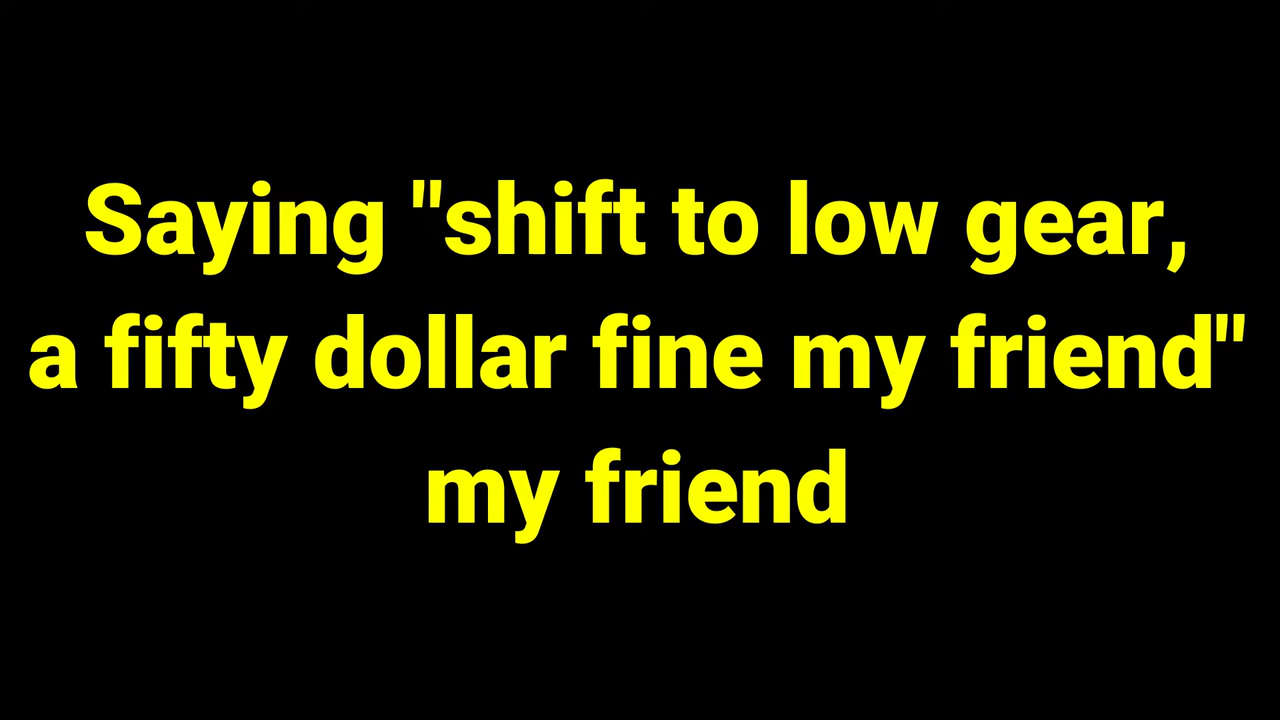 Saying "shift to low gear,
a fifty dollar fine my friend"
my friend